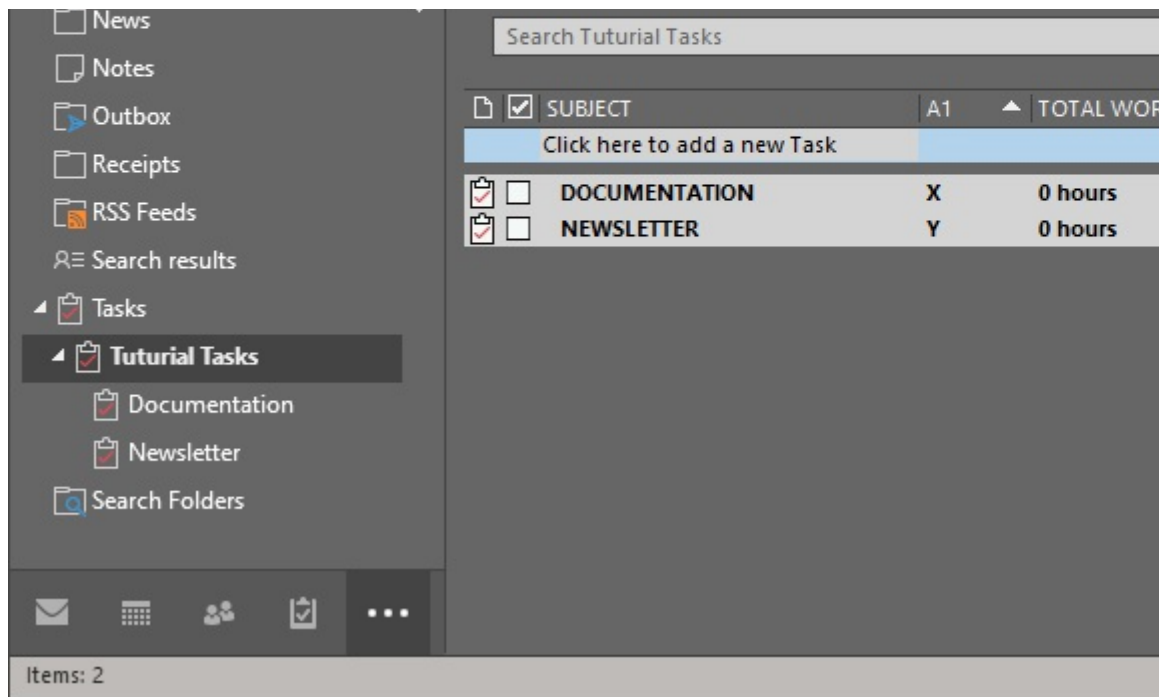 News
Notes
Outbox
Receipts
RSS Feeds
Search results
Tasks
Tuturial Tasks
Documentation
Newsletter
Search Folders
Items: 2
Search Tuturial Tasks
SUBJECT A1 TOTAL WOR
Click here to add a new Task
DOCUMENTATION X 0 hours
NEWSLETTER Y 0 hours